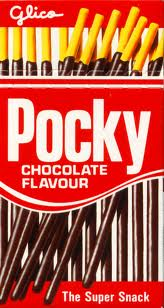 Glico
Pocky
CHOCOLATE
FLAVOUR
The Super Snack